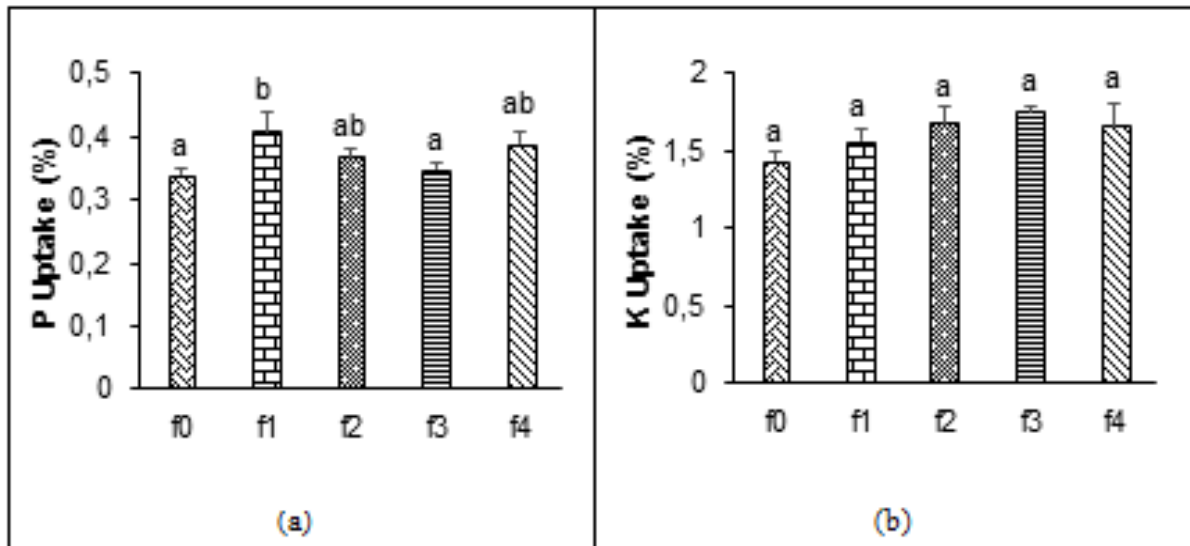 P Uptake (%)
0,5
0,4
0,3
0,2
0,1
0
a
b
ab
a
ab
f0 f1 f2 f3 f4
(a)
K Uptake (%)
2
1,5
1
0,5
0
a
a
a
a
a
f0 f1 f2 f3 f4
(b)